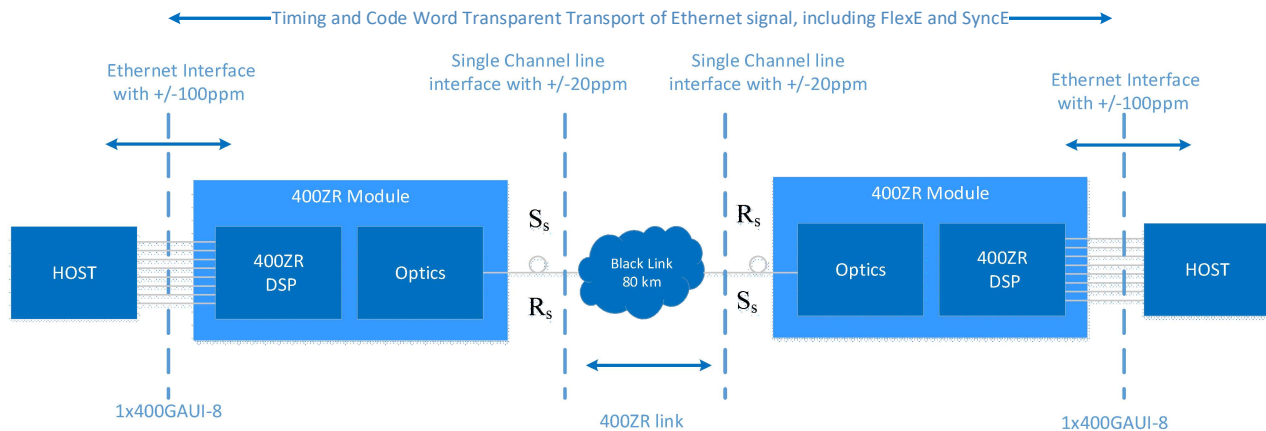 Timing and Code Word Transparent Transport of Ethernet signal, including FlexE and SyncE
Ethernet Interface
with +/-100ppm
Single Channel line
interface with +/-20ppm
Single Channel line
interface with +/-20ppm
Ethernet Interface
with +/-100ppm
400ZR Module
HOST
400ZR
DSP
Optics
Ss
Rs
Black Link
80 km
Rs
Ss
400ZR Module
Optics
400ZR
DSP
HOST
1x400GAUI-8
400ZR link
1x400GAUI-8